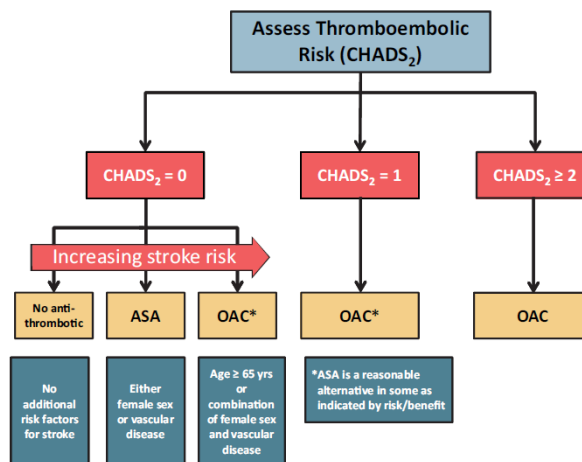 Assess Thromboembolic
Risk (CHADS₂)
CHADS₂ = 0
CHADS₂ = 1
CHADS₂ ≥ 2
Increasing stroke risk
No anti-
thrombotic
ASA
OAC*
OAC*
OAC
No
additional
risk factors
for stroke
Either
female sex
or vascular
disease
Age ≥ 65 yrs
or
combination
of female sex
and vascular
disease
*ASA is a reasonable
alternative in some as
indicated by risk/benefit